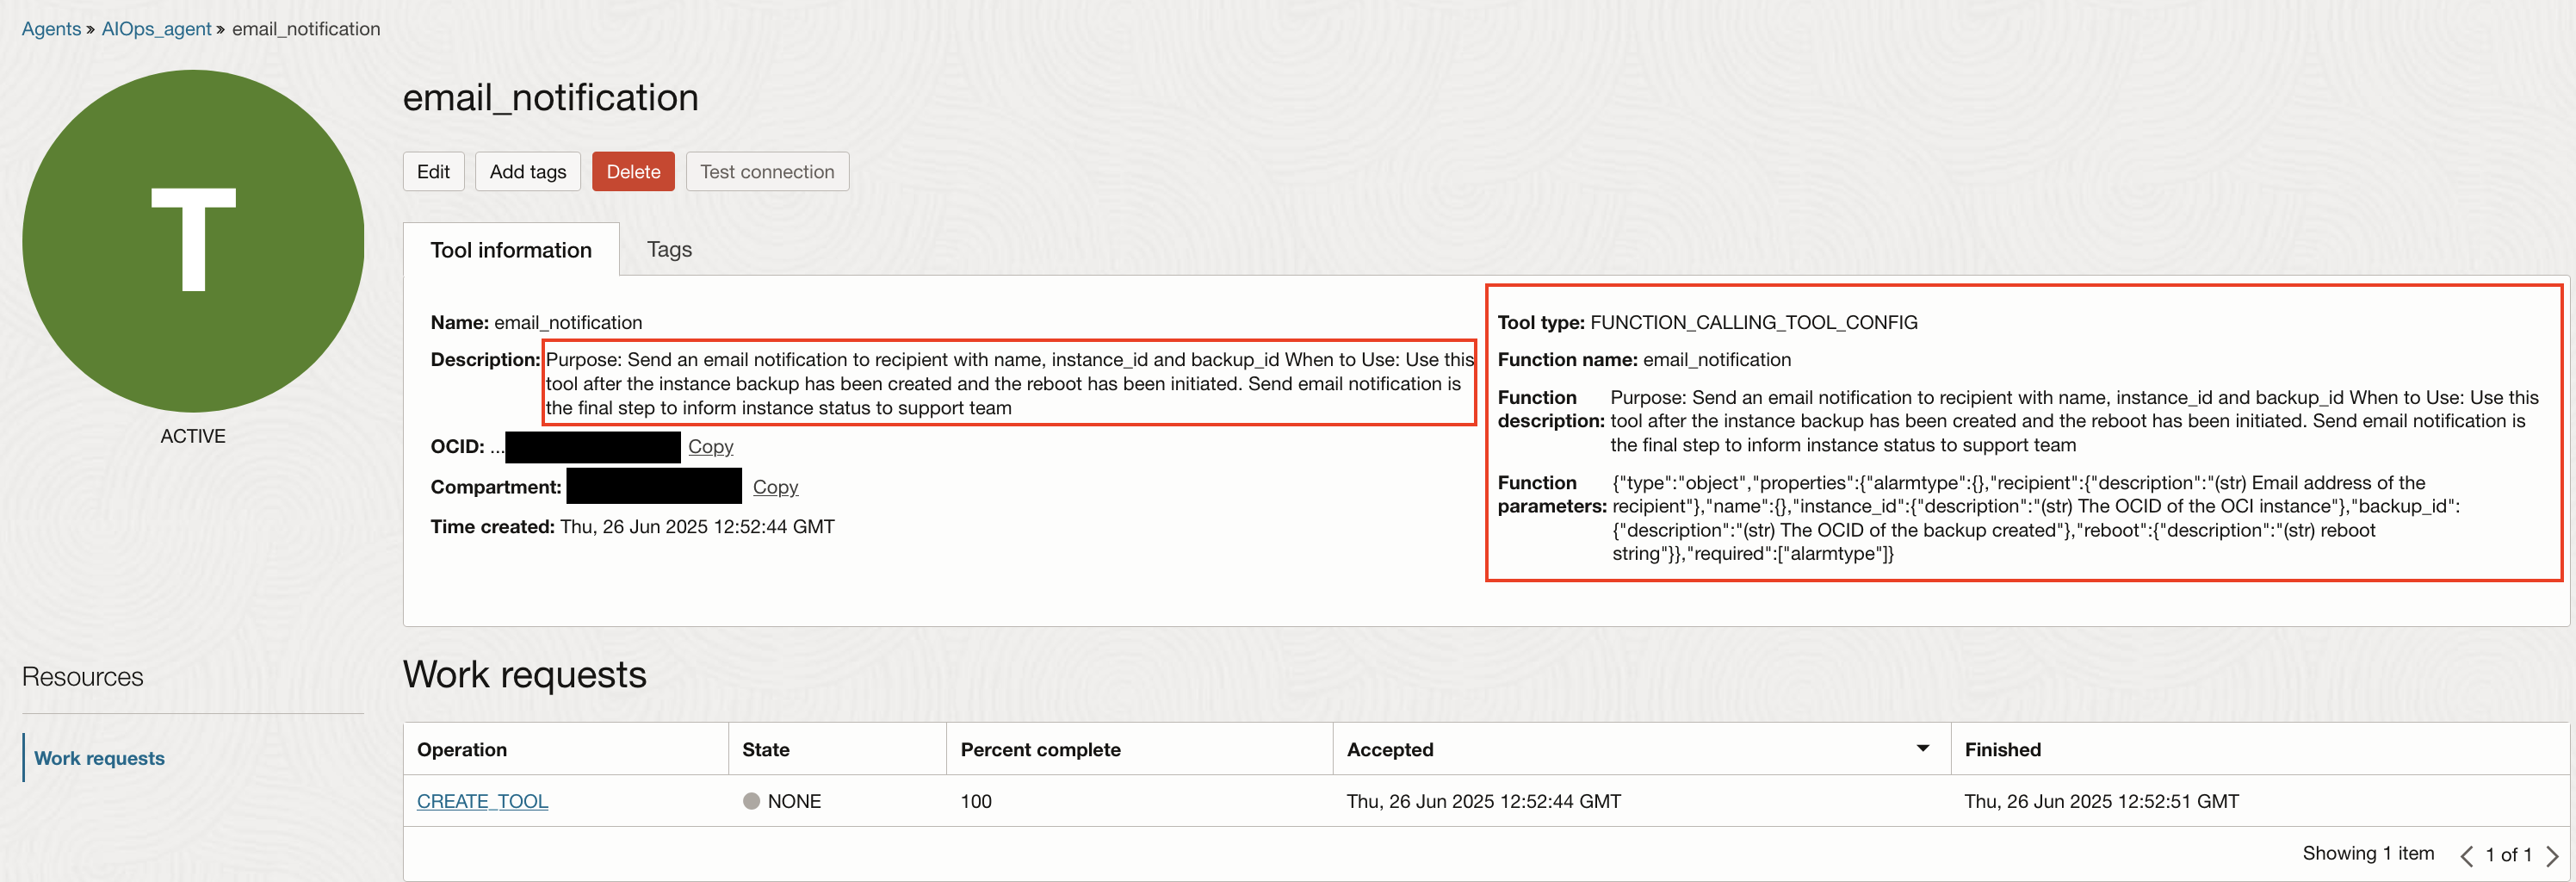 Agents » AIOps_agent » email_notification
T
ACTIVE
email_notification
Edit
Add tags
Delete
Test connection
Tool information
Tags
Name: email_notification
Description: Purpose: Send an email notification to recipient with name, instance_id and backup_id When to Use: Use this
tool after the instance backup has been created and the reboot has been initiated. Send email notification is
the final step to inform instance status to support team
OCID: ... Copy
Compartment: Copy
Time created: Thu, 26 Jun 2025 12:52:44 GMT
Tool type: FUNCTION_CALLING_TOOL_CONFIG
Function name: email_notification
Function description: Purpose: Send an email notification to recipient with name, instance_id and backup_id When to Use: Use this
tool after the instance backup has been created and the reboot has been initiated. Send email notification is
the final step to inform instance status to support team
Function parameters: {"type":"object","properties":{"alarmtype":{},"recipient":{"description":"(str) Email address of the
recipient"},"name":{},"instance_id":{"description":"(str) The OCID of the OCI instance"},"backup_id":
{"description":"(str) The OCID of the backup created"},"reboot":{"description":"(str) reboot
string"}},"required":["alarmtype"]}
Resources
Work requests
Work requests
Operation State Percent complete Accepted Finished
CREATE_TOOL NONE 100 Thu, 26 Jun 2025 12:52:44 GMT Thu, 26 Jun 2025 12:52:51 GMT
Showing 1 item < 1 of 1 >